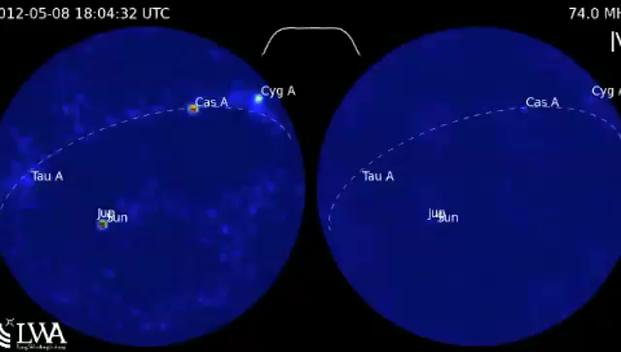 012-05-08 18:04:32 UTC
74.0 MH
|V
Cas A
Cyg A
Tau A
Jup
Sun
Cas A
Cyg A
Tau A
Jup
Sun
LWA